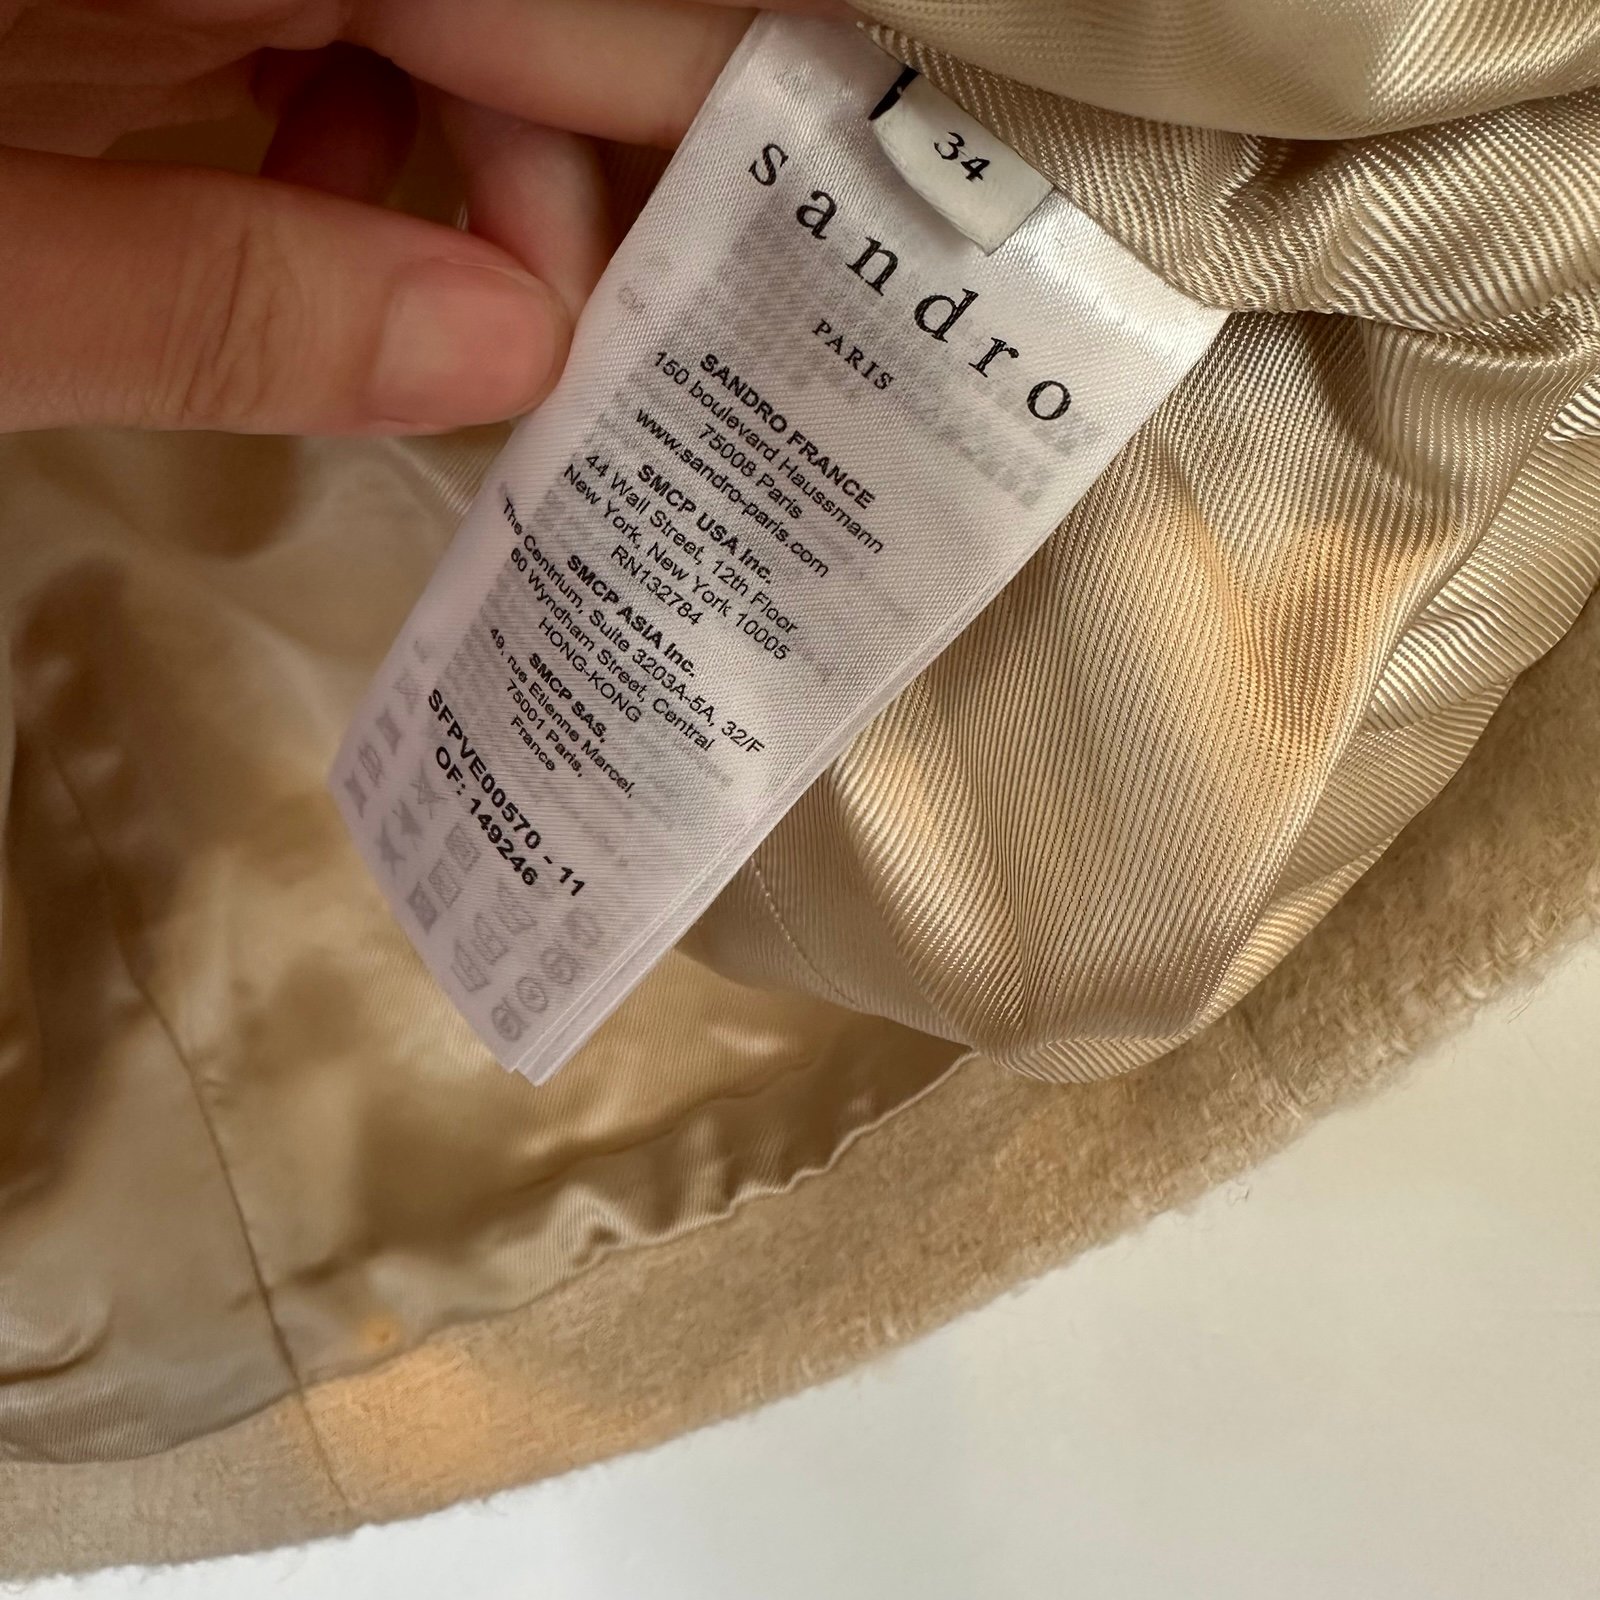 34
sandro
PARIS
SANDRO FRANCE
150 boulevard Haussmann
75008 Paris
www.sandro-paris.com
SMCP USA Inc.
44 Wall Street, 12th Floor
New York, New York 10005
RN132784
SMCP ASIA Inc.
The Centrium, Suite 3203A-5A, 32/F
60 Wyndham Street, Central
HONG-KONG
SMCP SAS,
49, rue Etienne Marcel,
75001 Paris,
France
SFPVE00570 - 11
OF: 149246